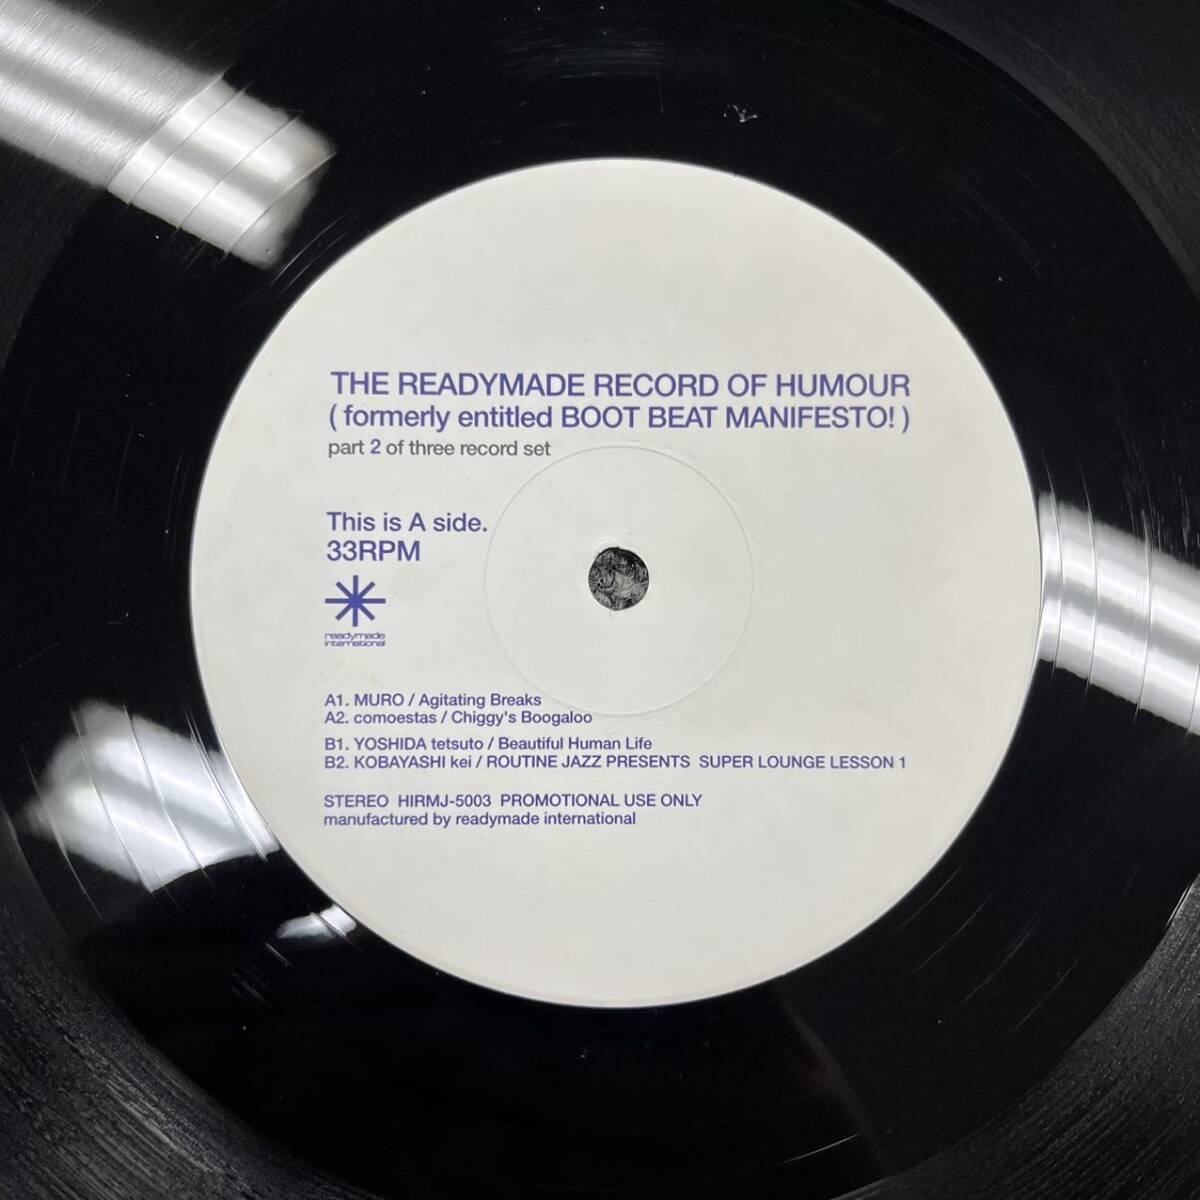 THE READYMADE RECORD OF HUMOUR
( formerly entitled BOOT BEAT MANIFESTO! )
part 2 of three record set
This is A side.
33RPM
readymade
international
A1. MURO / Agitating Breaks
A2. comoestas / Chiggy's Boogaloo
B1. YOSHIDA tetsuto / Beautiful Human Life
B2. KOBAYASHI kei / ROUTINE JAZZ PRESENTS SUPER LOUNGE LESSON 1
STEREO HIRMJ-5003 PROMOTIONAL USE ONLY
manufactured by readymade international